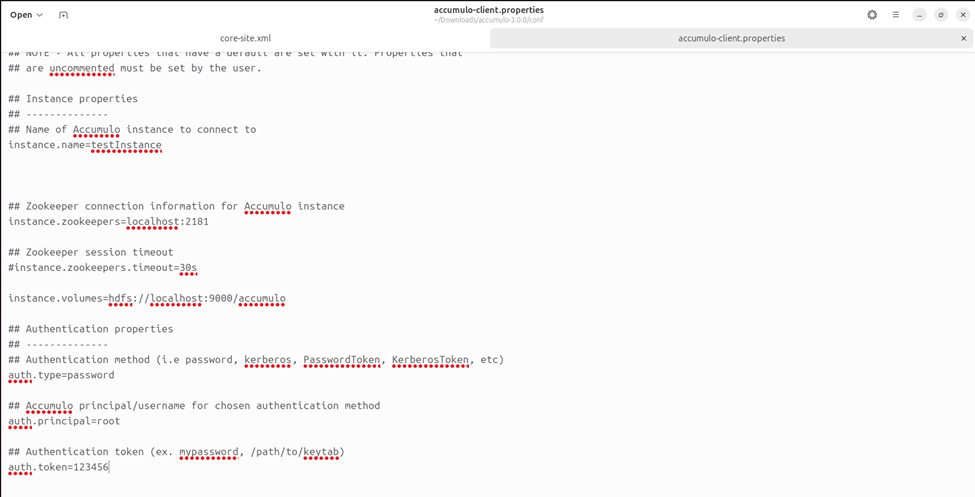 Open
accumulo-client.properties
~/Downloads/accumulo-3.0.0/conf
core-site.xml
accumulo-client.properties
## NOTE - All properties that have a default are set with it. Properties that
## are uncommented must be set by the user.
## Instance properties
## --------------
## Name of Accumulo instance to connect to
instance.name=testInstance
## Zookeeper connection information for Accumulo instance
instance.zookeepers=localhost:2181
## Zookeeper session timeout
#instance.zookeepers.timeout=30s
instance.volumes=hdfs://localhost:9000/accumulo
## Authentication properties
## --------------
## Authentication method (i.e password, kerberos, PasswordToken, KerberosToken, etc)
auth.type=password
## Accumulo principal/username for chosen authentication method
auth.principal=root
## Authentication token (ex. mypassword, /path/to/keytab)
auth.token=123456